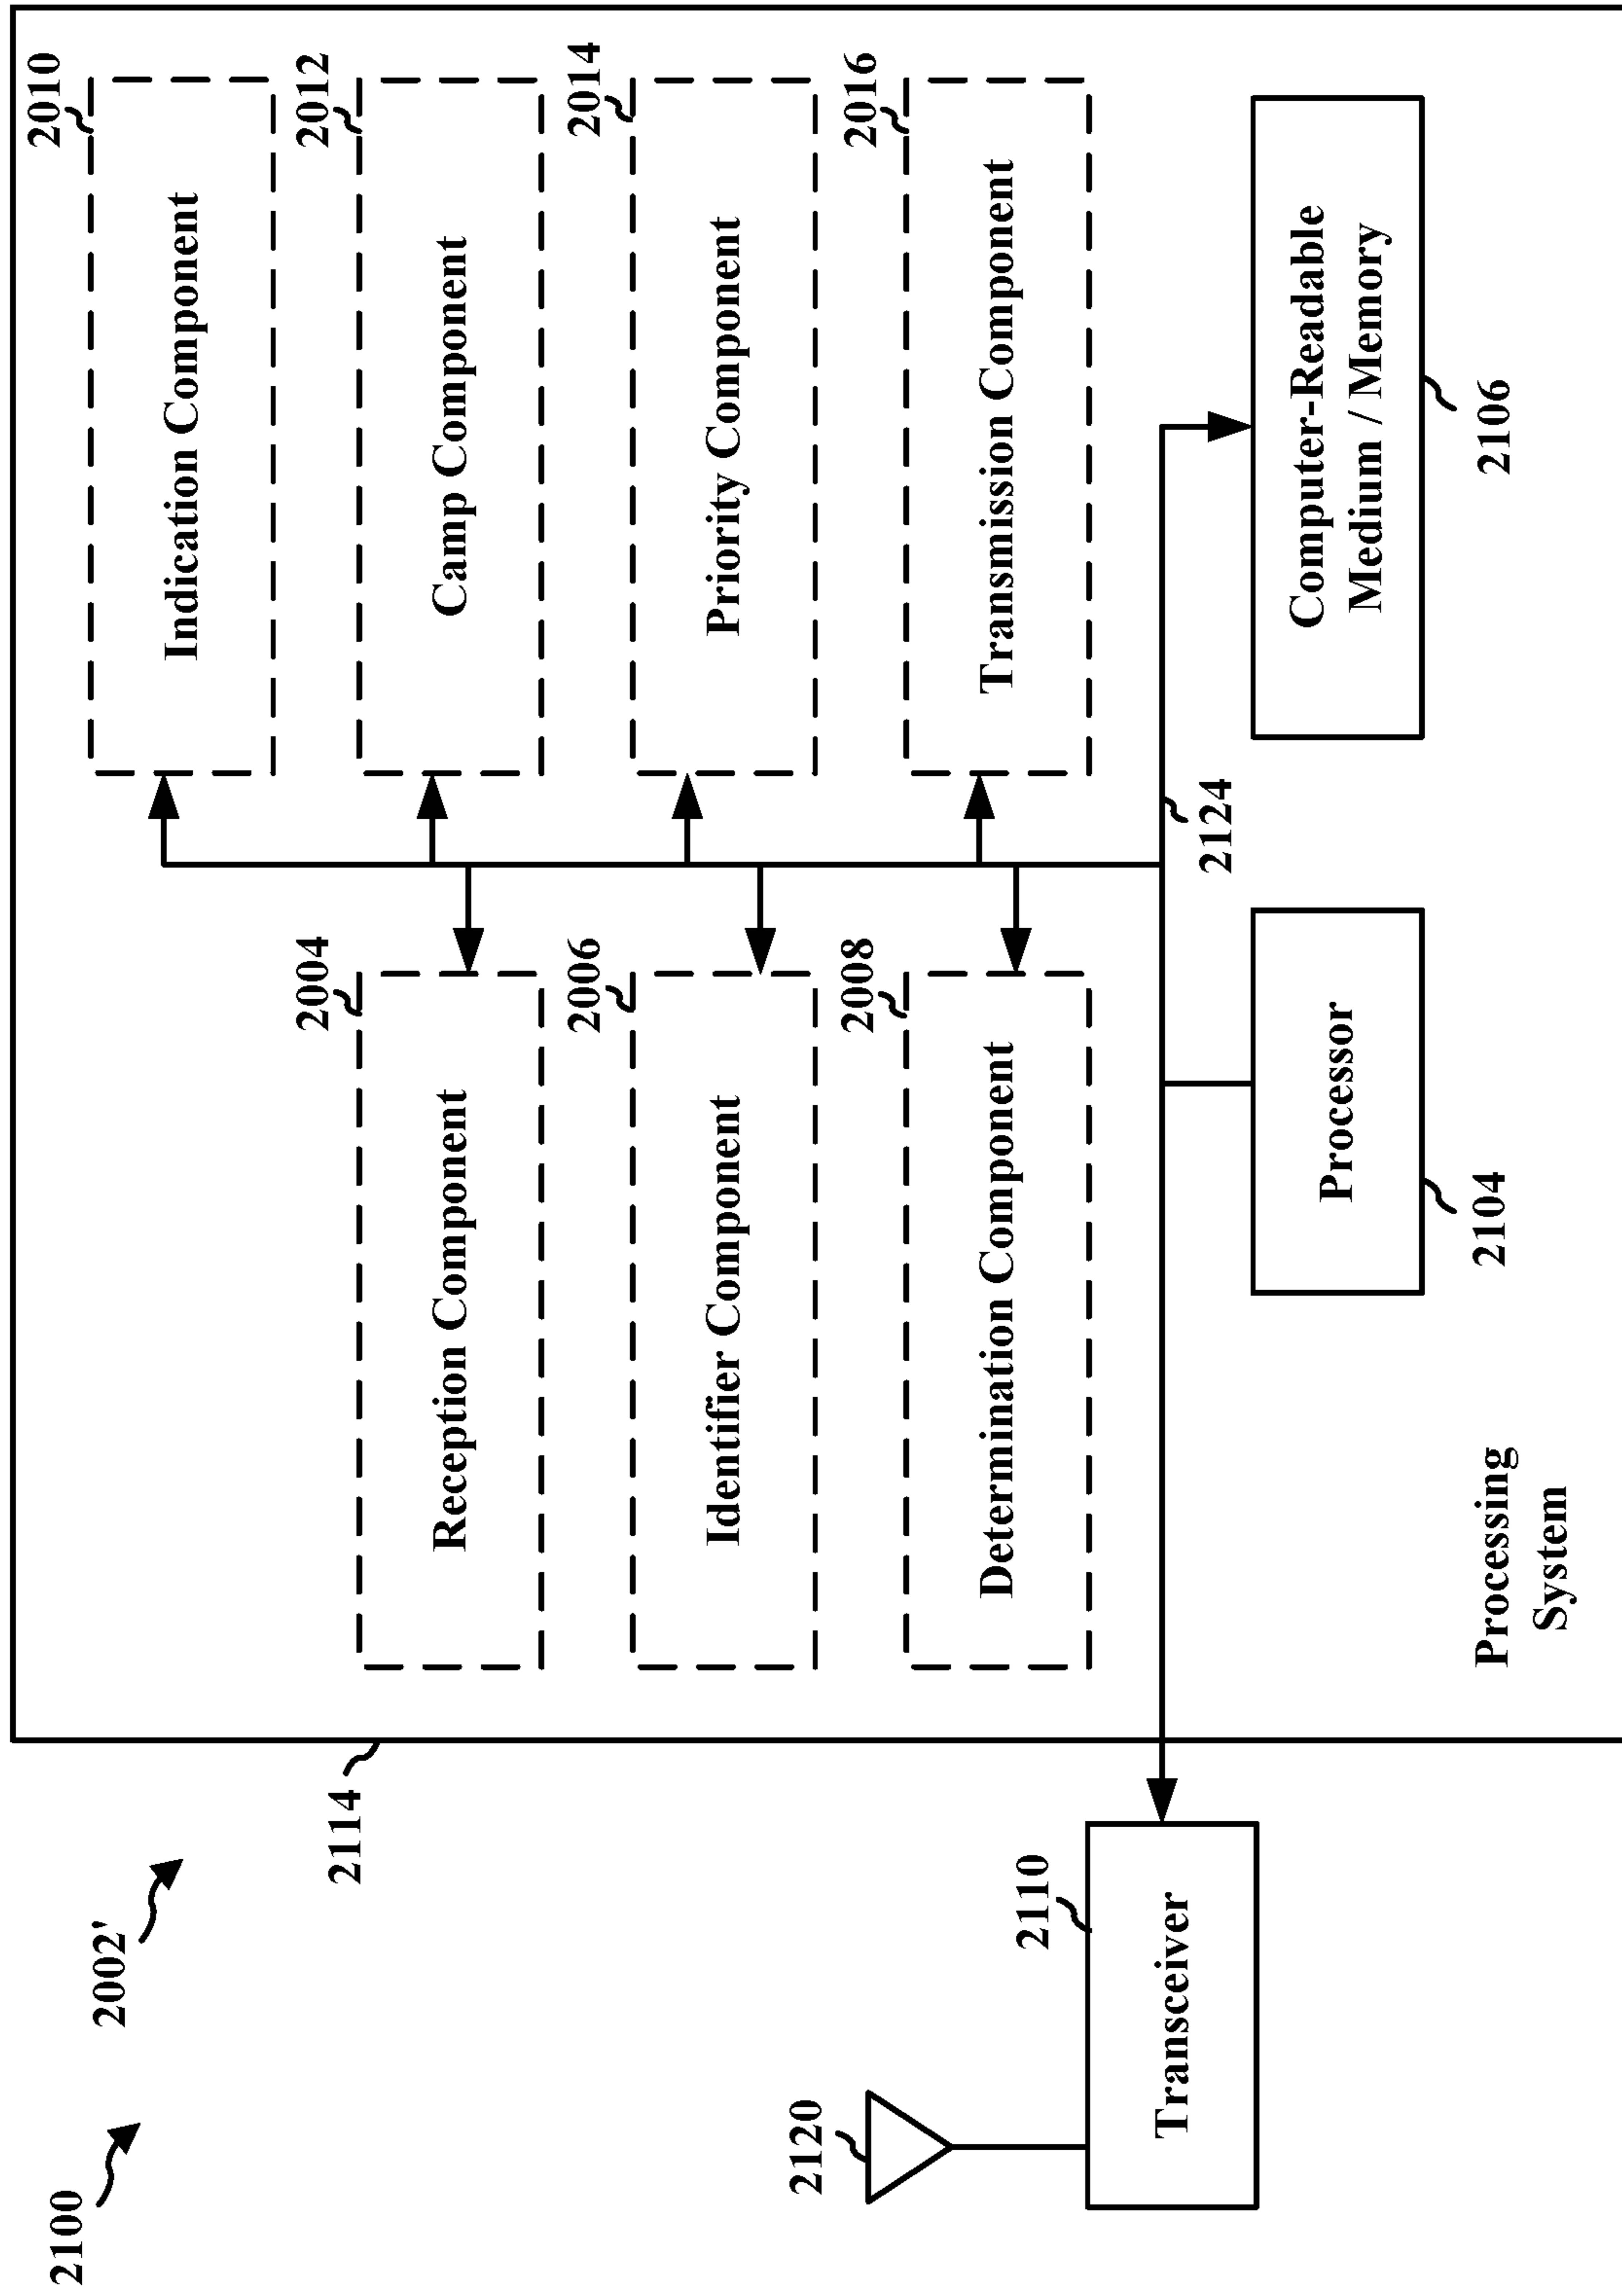 2100
2002'
2114
2010
Indication Component
2004
Reception Component
2012
Camp Component
2006
Identifier Component
2014
Priority Component
2008
Determination Component
2016
Transmission Component
2120
2110
Transceiver
2124
Processor
2104
Computer-Readable
Medium / Memory
2106
Processing
System